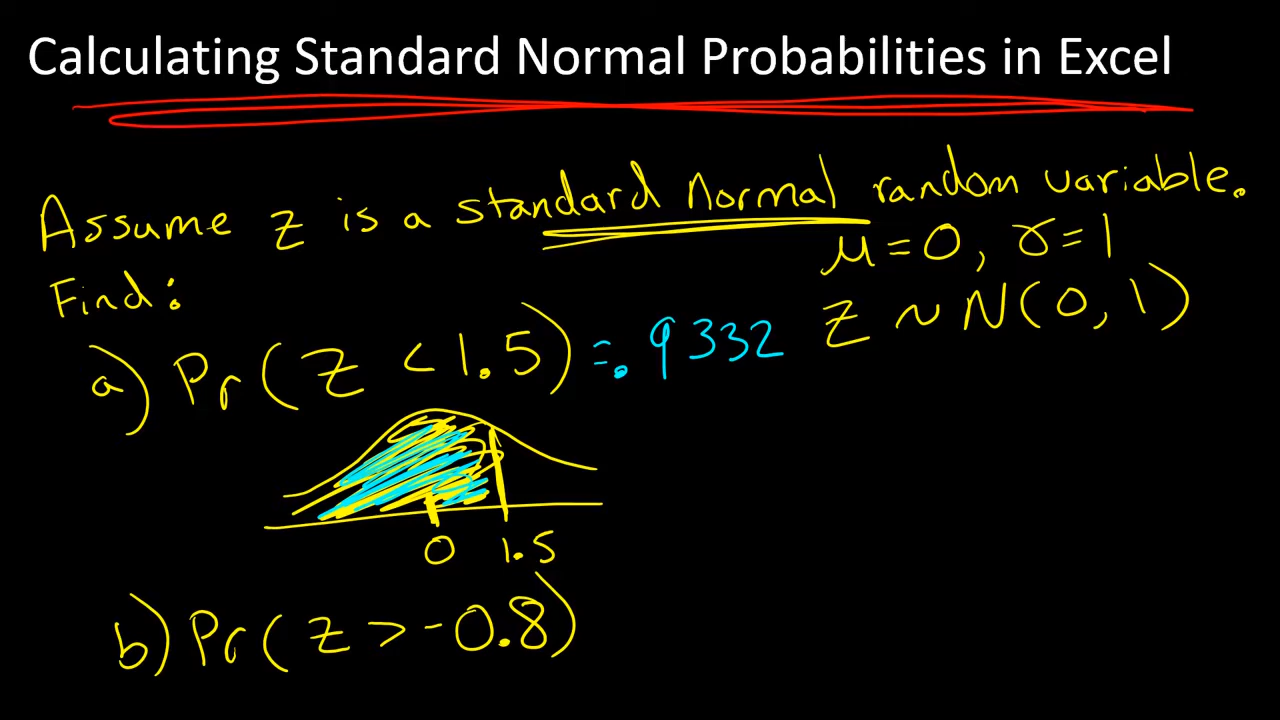 Calculating Standard Normal Probabilities in Excel
Assume z is a standard normal random variable.
μ=0, σ=1
Find:
z ~ N(0,1)
a) Pr(z < 1.5) = .9332
0 1.5
b) Pr(z > -0.8)